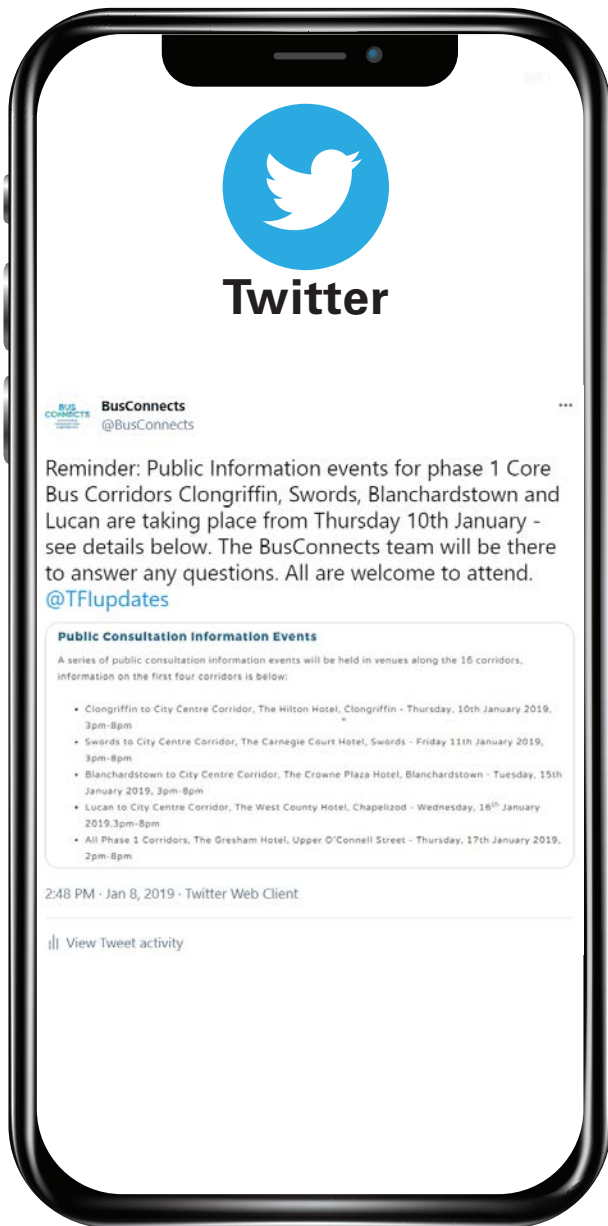 Twitter
BUS
CONNECTS
BusConnects
@BusConnects
Reminder: Public Information events for phase 1 Core
Bus Corridors Clongriffin, Swords, Blanchardstown and
Lucan are taking place from Thursday 10th January -
see details below. The BusConnects team will be there
to answer any questions. All are welcome to attend.
@TFIupdates
Public Consultation Information Events
A series of public consultation information events will be held in venues along the 16 corridors,
information on the first four corridors is below:
• Clongriffin to City Centre Corridor, The Hilton Hotel, Clongriffin - Thursday, 10th January 2019,
3pm-8pm
• Swords to City Centre Corridor, The Carnegie Court Hotel, Swords - Friday 11th January 2019,
3pm-8pm
• Blanchardstown to City Centre Corridor, The Crowne Plaza Hotel, Blanchardstown - Tuesday, 15th
January 2019, 3pm-8pm
• Lucan to City Centre Corridor, The West County Hotel, Chapelizod - Wednesday, 16th January
2019,3pm-8pm
• All Phase 1 Corridors, The Gresham Hotel, Upper O'Connell Street - Thursday, 17th January 2019,
2pm-8pm
2:48 PM · Jan 8, 2019 · Twitter Web Client
View Tweet activity